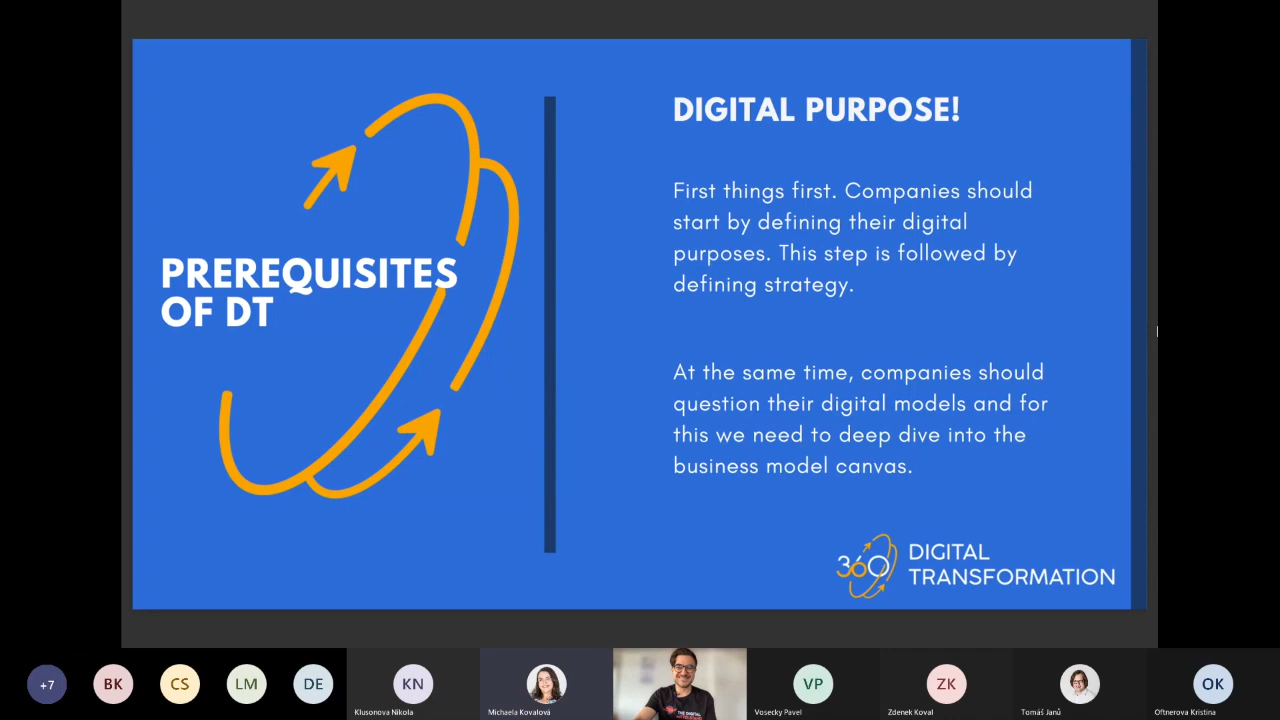 PREREQUISITES
OF DT
DIGITAL PURPOSE!
First things first. Companies should
start by defining their digital
purposes. This step is followed by
defining strategy.
At the same time, companies should
question their digital models and for
this we need to deep dive into the
business model canvas.
360
DIGITAL
TRANSFORMATION
+7
BK
CS
LM
DE
KN
Klusonova Nikola
Michaela Kovalová
THE DIGITAL
VP
Vosecky Pavel
ZK
Zdenek Koval
Tomáš Janů
OK
Oftnerova Kristina